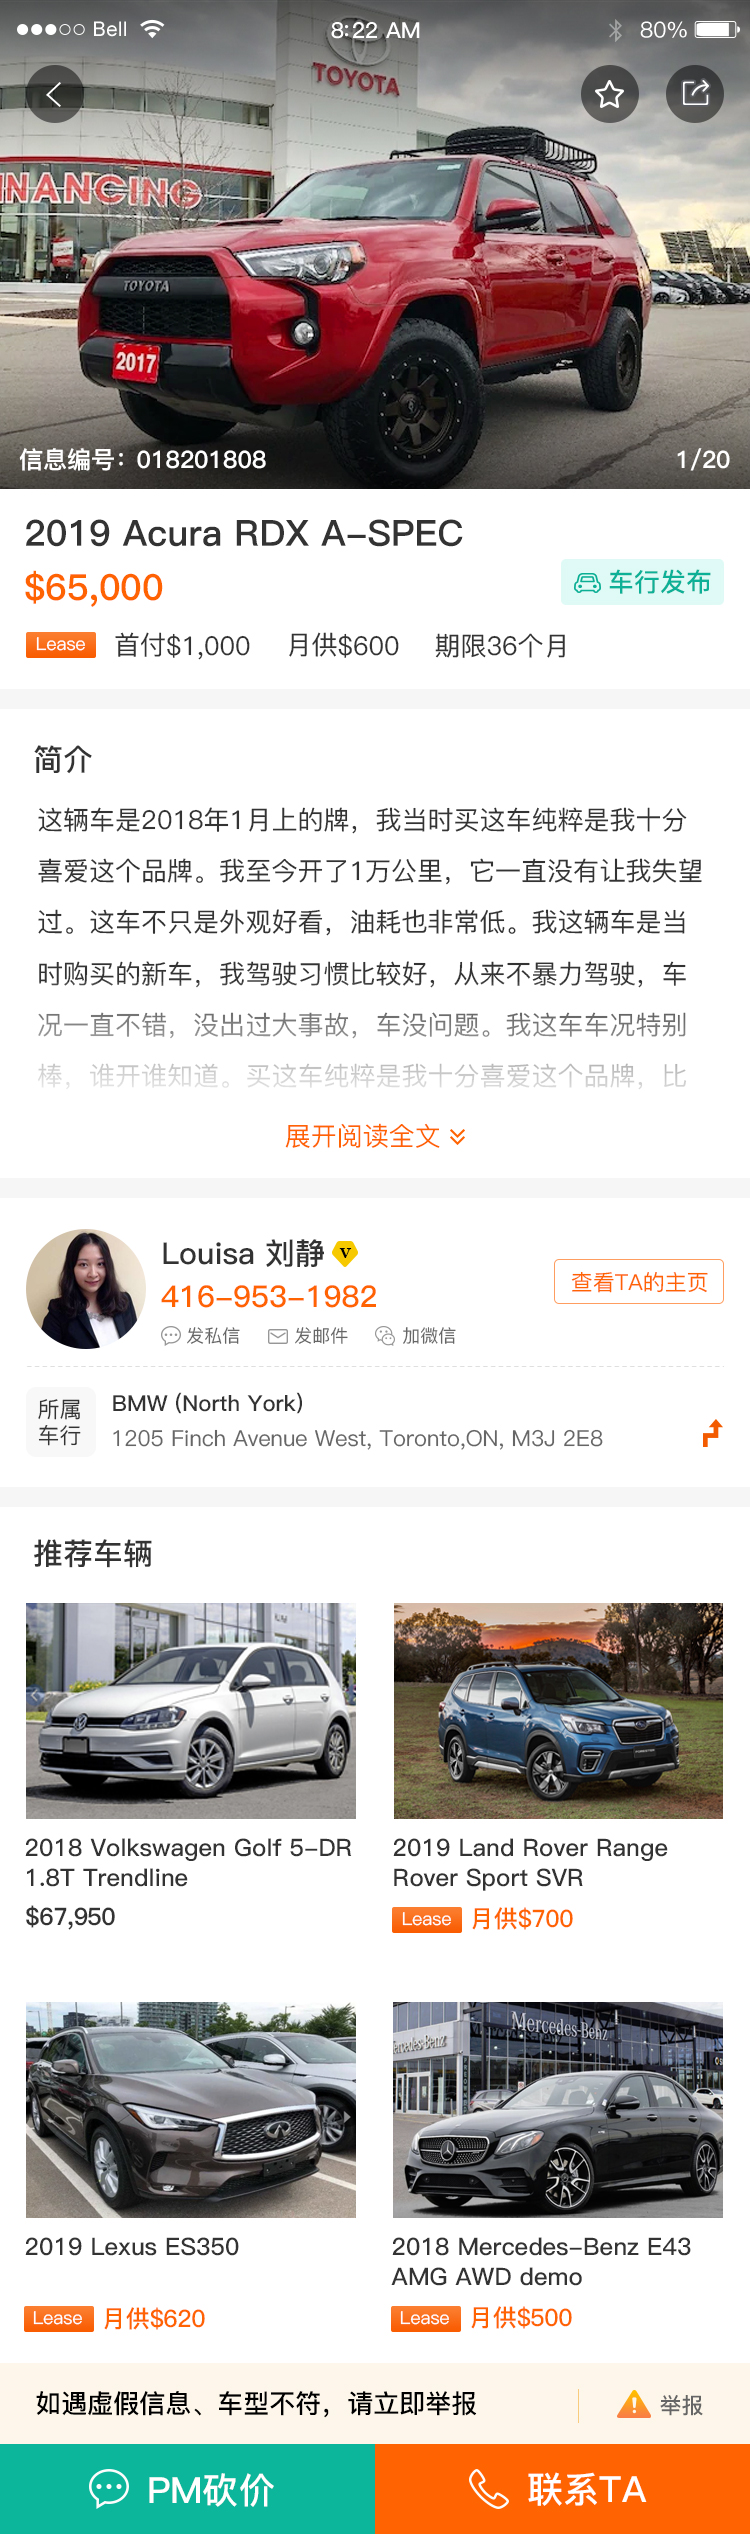 Bell
8:22 AM
80%
TOYOTA
INANCING
TOYOTA
2017
信息编号：018201808
1/20
2019 Acura RDX A-SPEC
$65,000
车行发布
Lease 首付$1,000 月供$600 期限36个月
简介
这辆车是2018年1月上的牌，我当时买这车纯粹是我十分
喜爱这个品牌。我至今开了1万公里，它一直没有让我失望
过。这车不只是外观好看，油耗也非常低。我这辆车是当
时购买的新车，我驾驶习惯比较好，从来不暴力驾驶，车
况一直不错，没出过大事故，车没问题。我这车车况特别
棒，谁开谁知道。买这车纯粹是我十分喜爱这个品牌，比
展开阅读全文
Louisa 刘静 V
416-953-1982
查看TA的主页
发私信 发邮件 加微信
所属
车行
BMW (North York)
1205 Finch Avenue West, Toronto,ON, M3J 2E8
推荐车辆
2018 Volkswagen Golf 5-DR
1.8T Trendline
$67,950
2019 Land Rover Range
Rover Sport SVR
Lease 月供$700
Mercedes-Benz
ercedes-Benz
2019 Lexus ES350
Lease 月供$620
2018 Mercedes-Benz E43
AMG AWD demo
Lease 月供$500
如遇虚假信息、车型不符，请立即举报
举报
PM砍价
联系TA